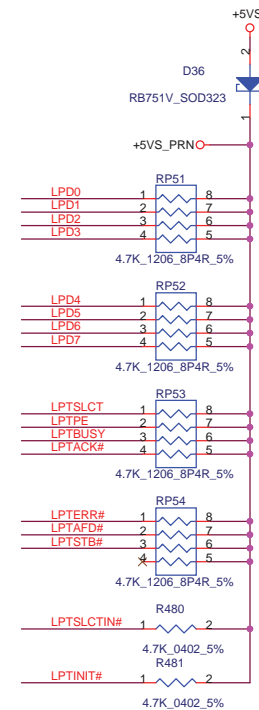 +5VS
2
D36
RB751V_SOD323
1
+5VS_PRN
RP51
LPD0 1 8
LPD1 2 7
LPD2 3 6
LPD3 4 5
4.7K_1206_8P4R_5%
RP52
LPD4 1 8
LPD5 2 7
LPD6 3 6
LPD7 4 5
4.7K_1206_8P4R_5%
RP53
LPTSLCT 1 8
LPTPE 2 7
LPTBUSY 3 6
LPTACK# 4 5
4.7K_1206_8P4R_5%
RP54
LPTERR# 1 8
LPTAFD# 2 7
LPTSTB# 3 6
4 5
4.7K_1206_8P4R_5%
R480
LPTSLCTIN# 1 2
4.7K_0402_5%
R481
LPTINIT# 1 2
4.7K_0402_5%